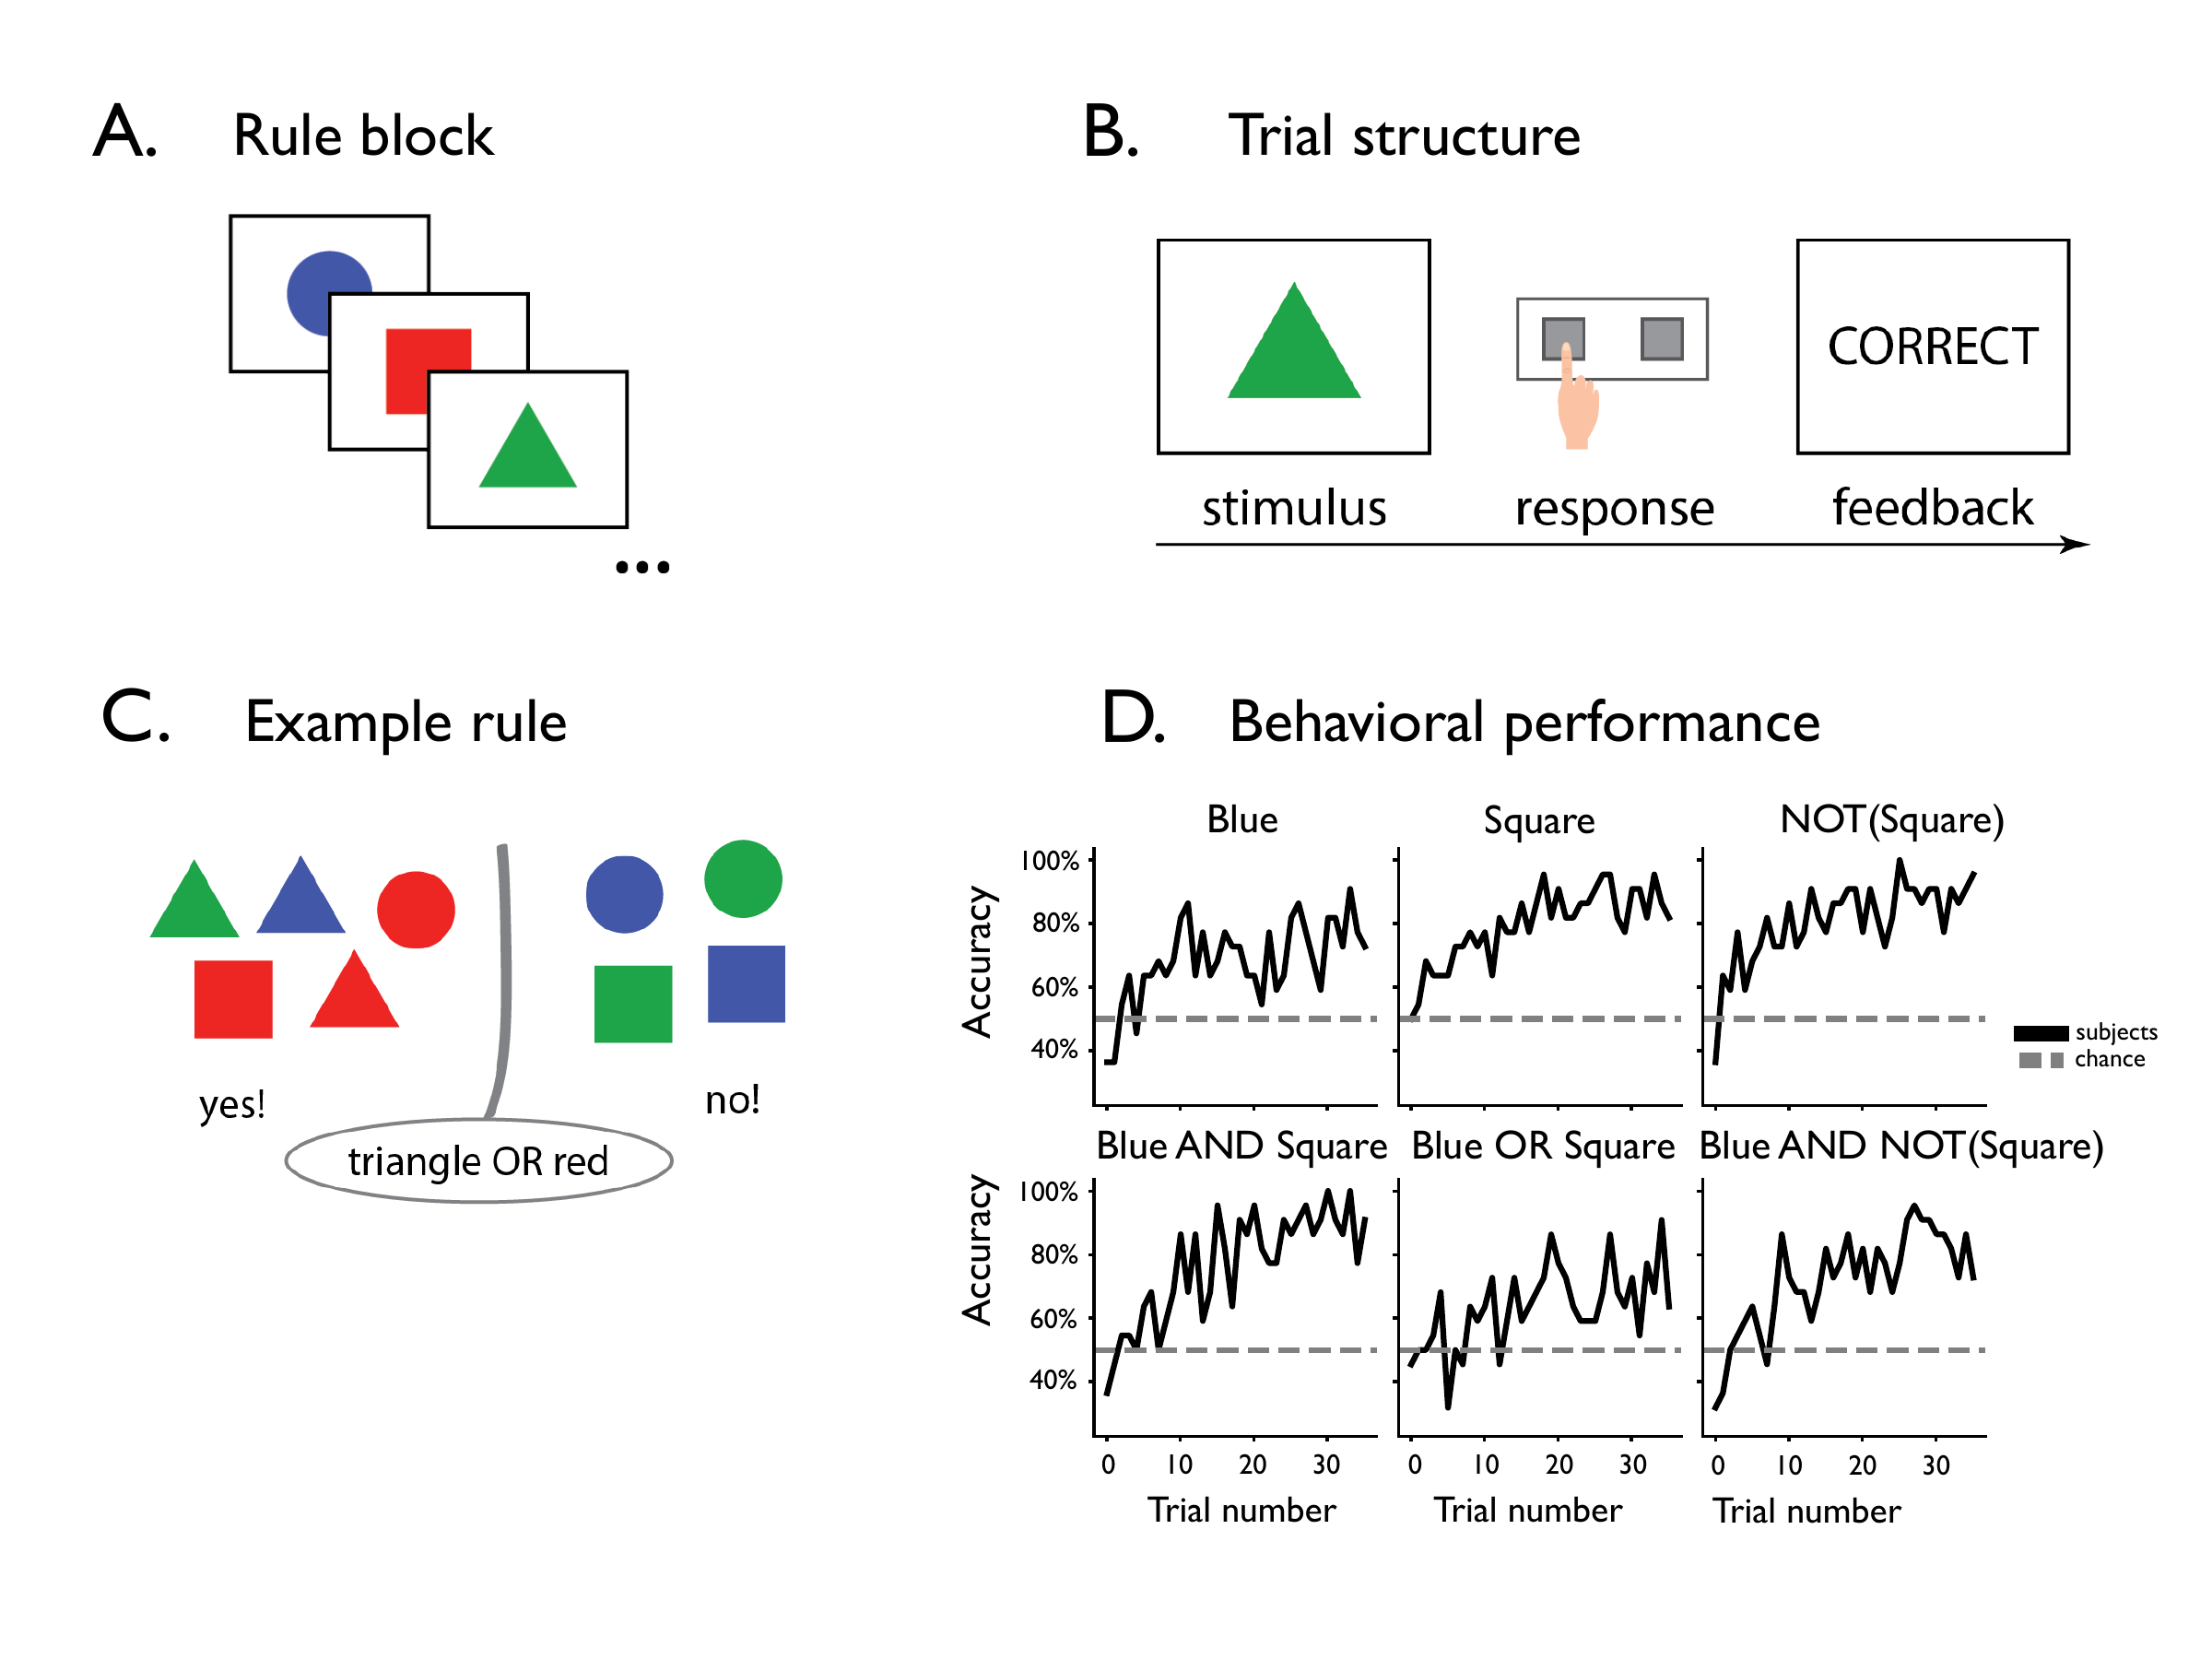 A. Rule block
...
B. Trial structure
CORRECT
stimulus response feedback
C. Example rule
yes!
no!
triangle OR red
D. Behavioral performance
Blue Square NOT(Square)
Accuracy
100%
80%
60%
40%
subjects
chance
Blue AND Square Blue OR Square Blue AND NOT(Square)
Accuracy
100%
80%
60%
40%
0 10 20 30 0 10 20 30 0 10 20 30
Trial number Trial number Trial number